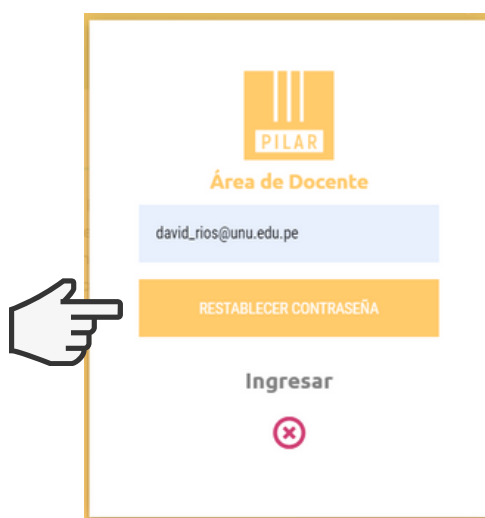 PILAR
Área de Docente
david_rios@unu.edu.pe
RESTABLECER CONTRASEÑA
Ingresar